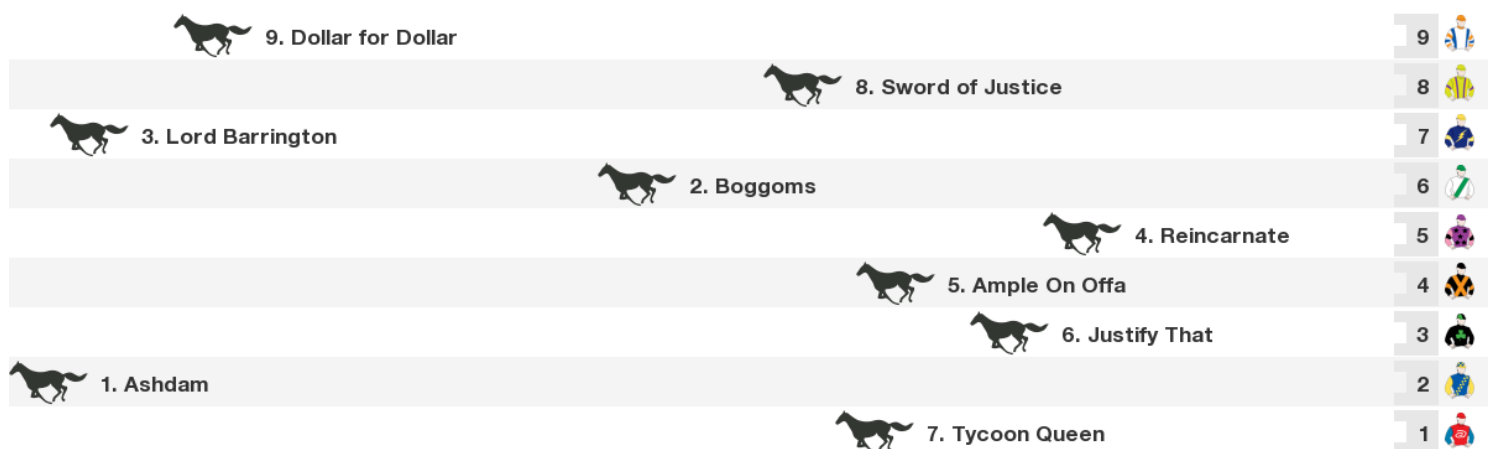 9. Dollar for Dollar 9
8. Sword of Justice 8
3. Lord Barrington 7
2. Boggoms 6
4. Reincarnate 5
5. Ample On Offa 4
6. Justify That 3
1. Ashdam 2
7. Tycoon Queen 1